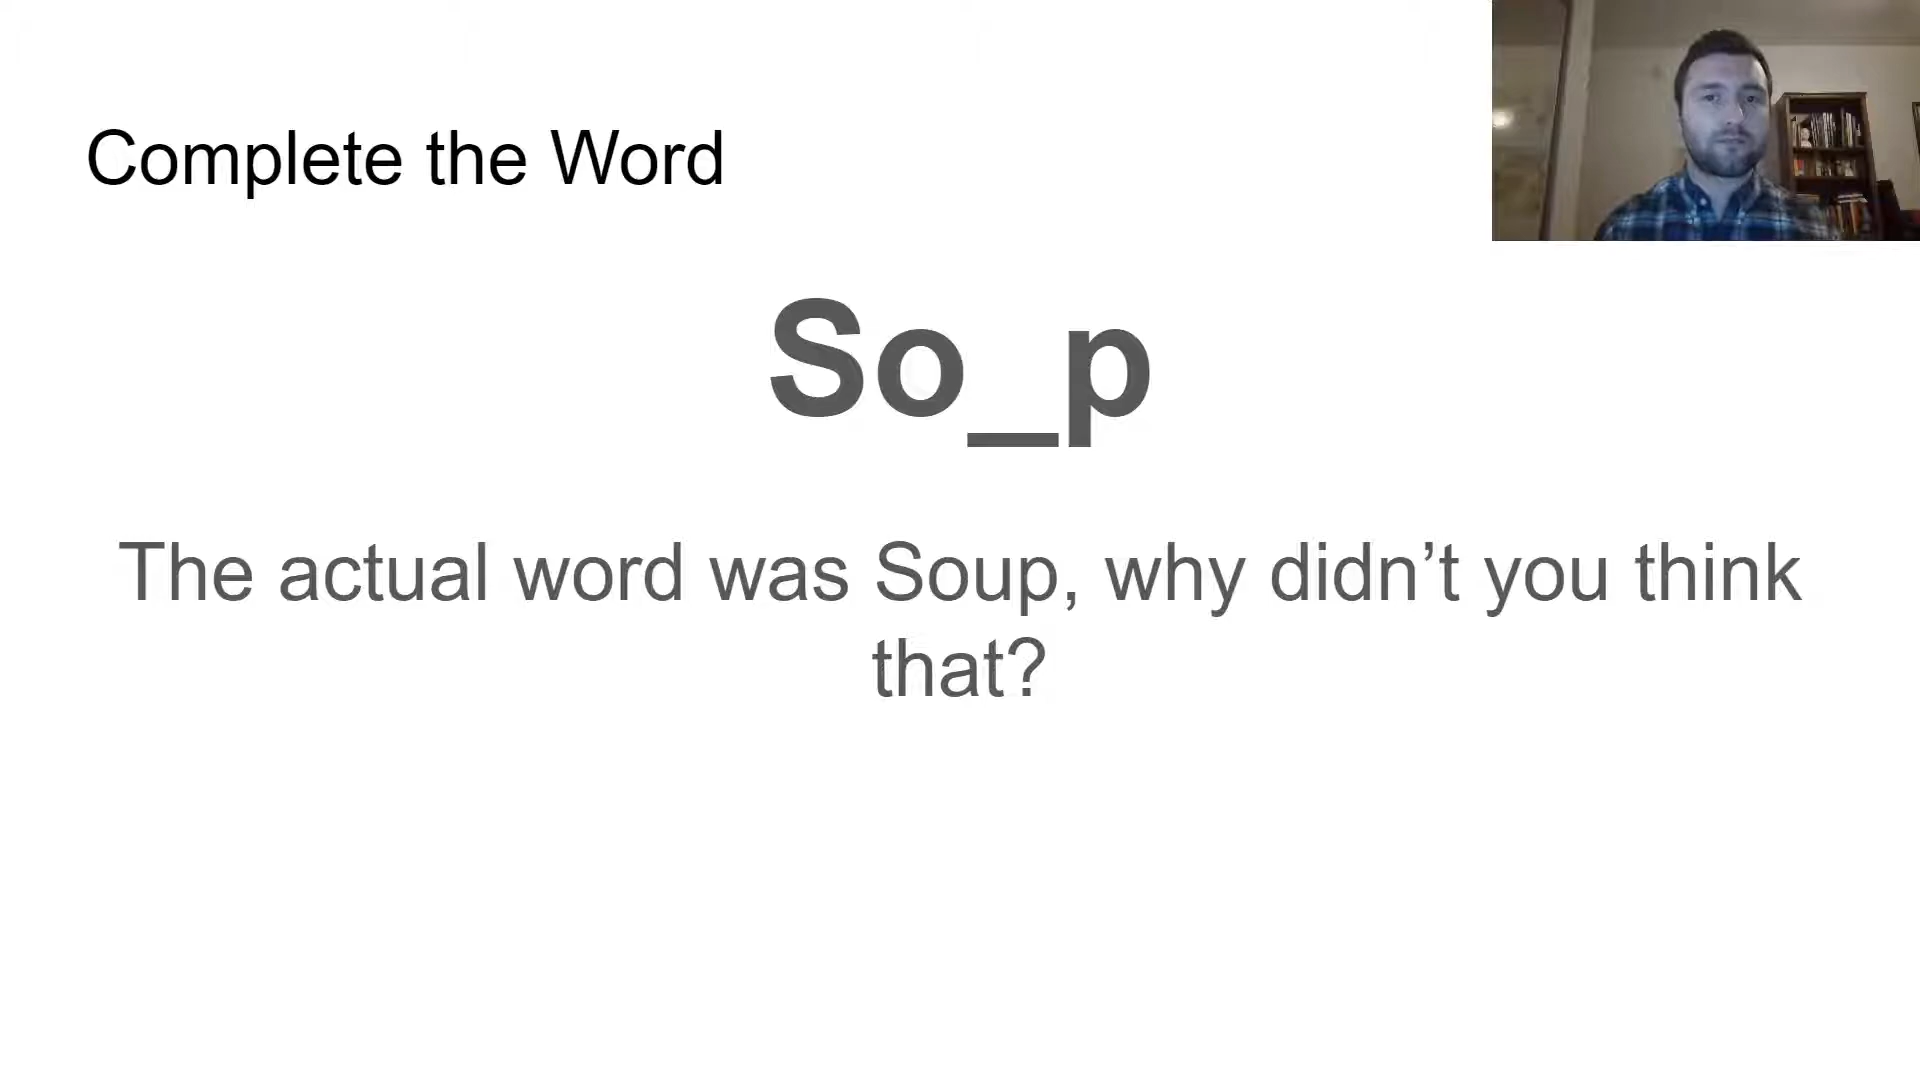 Complete the Word
So_p
The actual word was Soup, why didn’t you think
that?